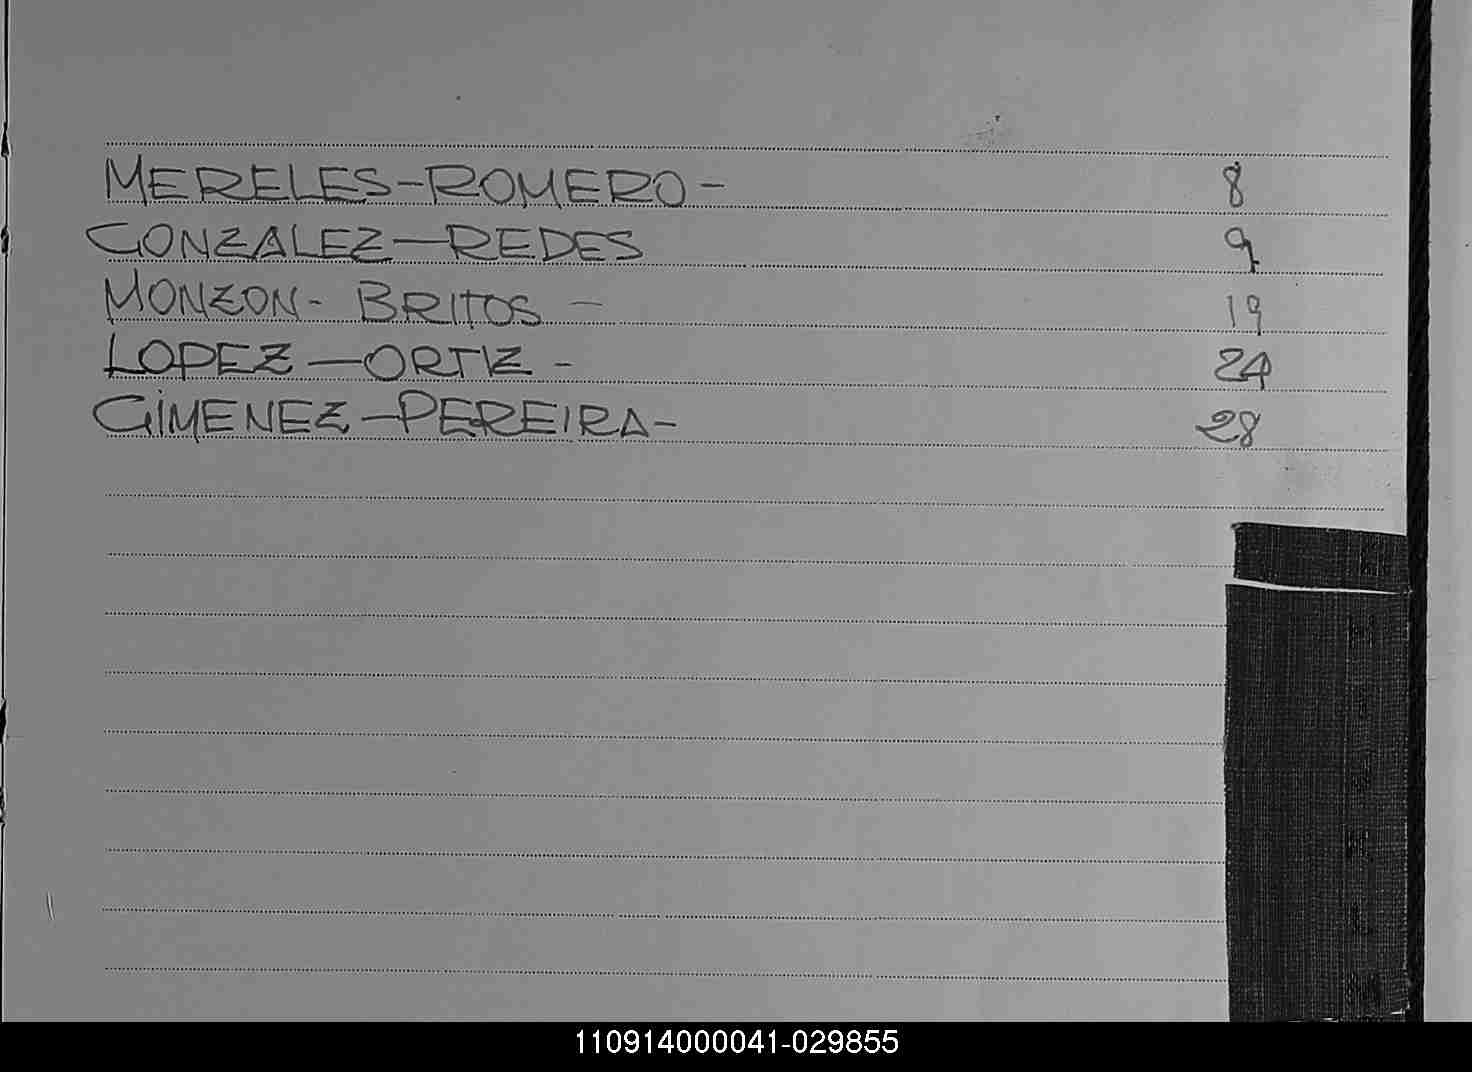 MERELES-ROMERO- 8
GONZALEZ-REDES 9
MONZON- BRITOS - 19
LOPEZ-ORTIZ - 24
GIMENEZ-PEREIRA- 28
110914000041-029855